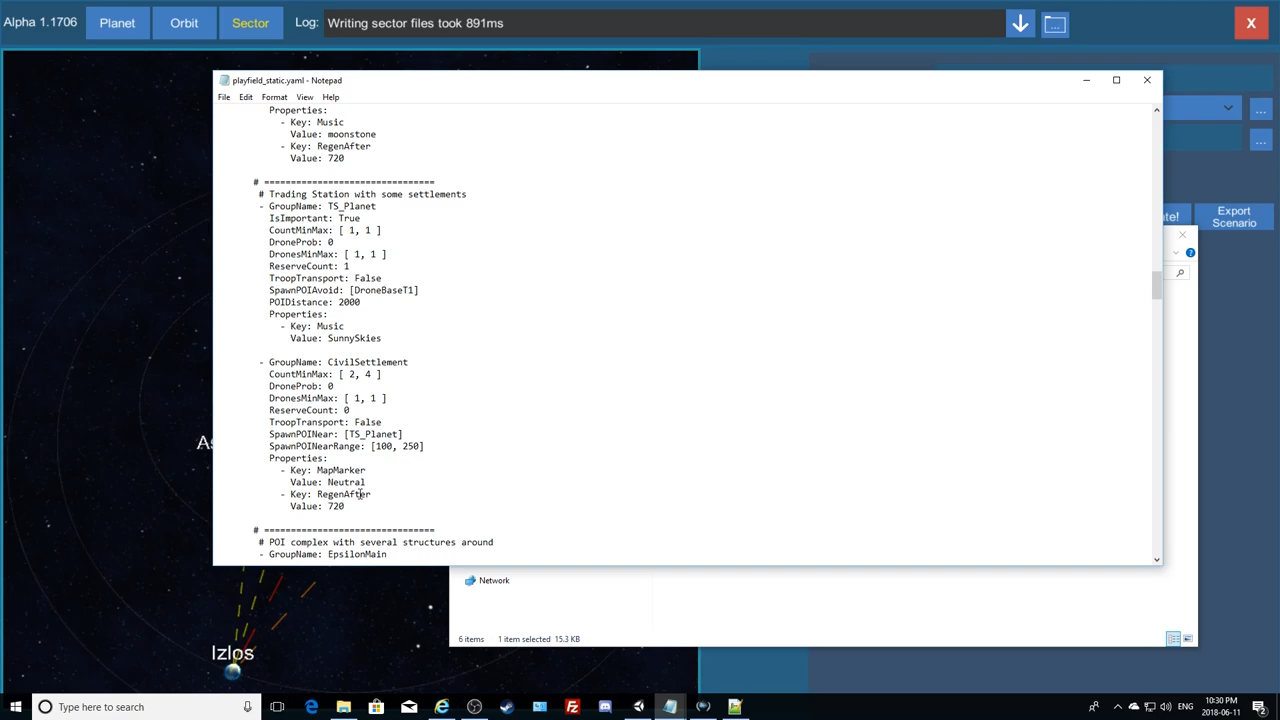 Alpha 1.1706
Planet
Orbit
Sector
Log:
Writing sector files took 891ms
...
X
playfield_static.yaml - Notepad
File Edit Format View Help
Properties:
- Key: Music
Value: moonstone
- Key: RegenAfter
Value: 720
# ================================
# Trading Station with some settlements
- GroupName: TS_Planet
IsImportant: True
CountMinMax: [ 1, 1 ]
DroneProb: 0
DronesMinMax: [ 1, 1 ]
ReserveCount: 1
TroopTransport: False
SpawnPOIAvoid: [DroneBaseT1]
POIDistance: 2000
Properties:
- Key: Music
Value: SunnySkies
- GroupName: CivilSettlement
CountMinMax: [ 2, 4 ]
DroneProb: 0
DronesMinMax: [ 1, 1 ]
ReserveCount: 0
TroopTransport: False
SpawnPOINear: [TS_Planet]
SpawnPOINearRange: [100, 250]
Properties:
- Key: MapMarker
Value: Neutral
- Key: RegenAfter
Value: 720
# ================================
# POI complex with several structures around
- GroupName: EpsilonMain
...
...
te!
Export
Scenario
As
Izlos
Network
6 items 1 item selected 15.3 KB
Type here to search
10:30 PM
2018-06-11
2